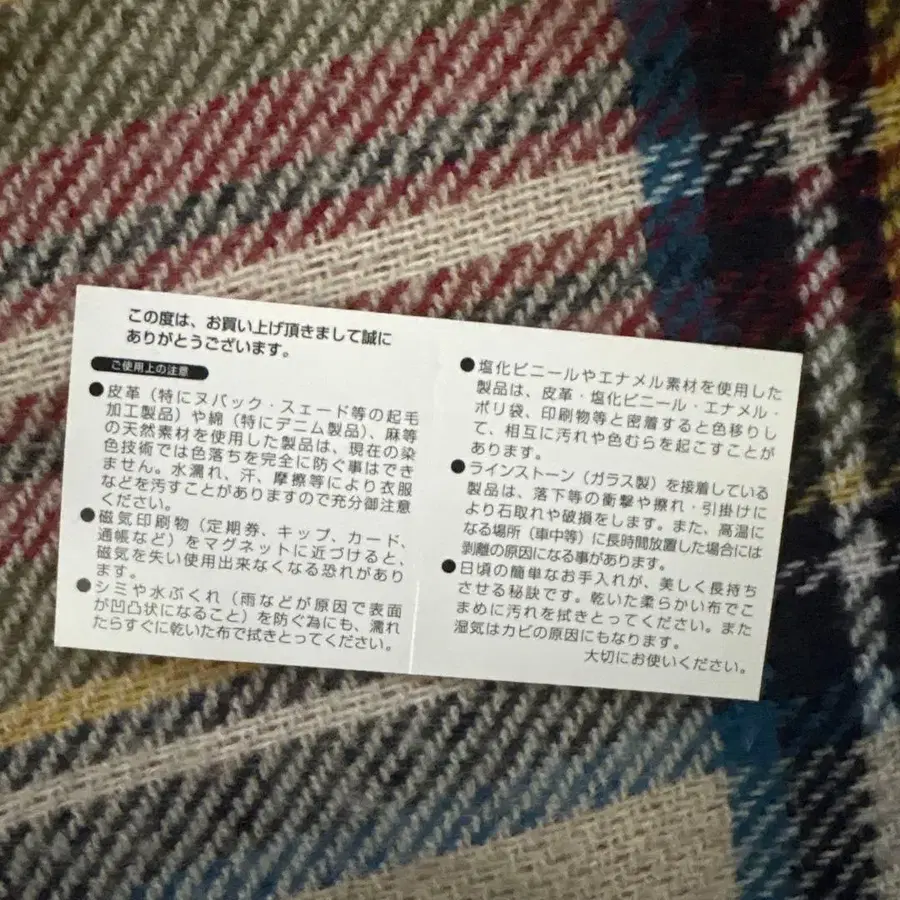 この度は、お買い上げ頂きまして誠に
ありがとうございます。
ご使用上の注意
●皮革（特にヌバック・スェード等の起毛
加工製品）や綿（特にデニム製品）、麻等
の天然素材を使用した製品は、現在の染
色技術では色落ちを完全に防ぐ事はでき
ません。水濡れ、汗、摩擦等により衣服
などを汚すことがありますので充分御注意
ください。
●磁気印刷物（定期券、キップ、カード、
通帳など）をマグネットに近づけると、
磁気を失い使用出来なくなる恐れがあり
ます。
●シミや水ぶくれ（雨などが原因で表面
が凹凸状になること）を防ぐ為にも、濡れ
たらすぐに乾いた布で拭きとってください。
●塩化ビニールやエナメル素材を使用した
製品は、皮革・塩化ビニール・エナメル・
ポリ袋、印刷物等と密着すると色移りし
て、相互に汚れや色むらを起こすことが
あります。
●ラインストーン（ガラス製）を接着している
製品は、落下等の衝撃や擦れ・引掛けに
より石取れや破損をします。また、高温に
なる場所（車中等）に長時間放置した場合には
剥離の原因になる事があります。
●日頃の簡単なお手入れが、美しく長持ち
させる秘訣です。乾いた柔らかい布でこ
まめに汚れを拭きとってください。また
湿気はカビの原因にもなります。
大切にお使いください。